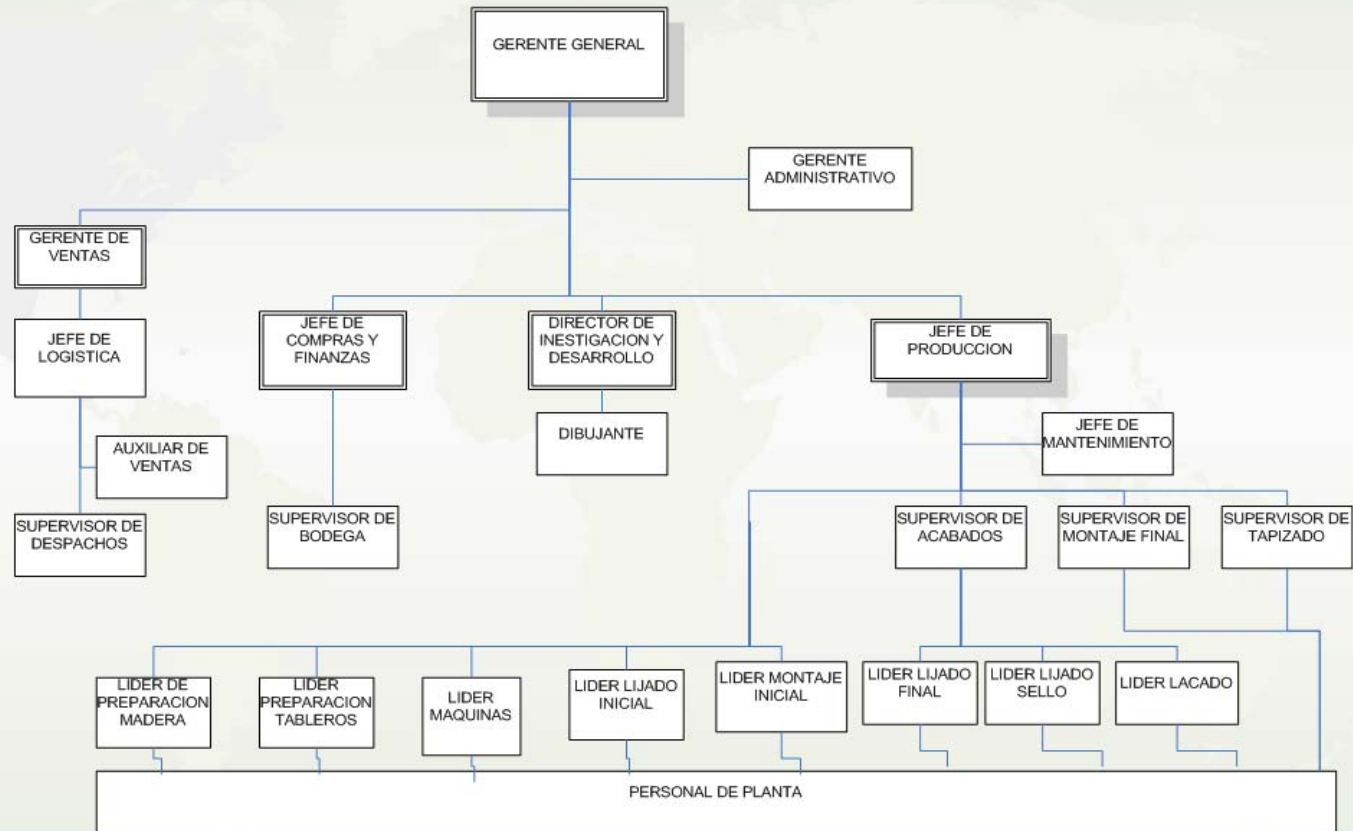 GERENTE GENERAL
GERENTE
ADMINISTRATIVO
GERENTE DE
VENTAS
JEFE DE
LOGISTICA
JEFE DE
COMPRAS Y
FINANZAS
DIRECTOR DE
INESTIGACION Y
DESARROLLO
JEFE DE
PRODUCCION
DIBUJANTE
JEFE DE
MANTENIMIENTO
AUXILIAR DE
VENTAS
SUPERVISOR DE
DESPACHOS
SUPERVISOR DE
BODEGA
SUPERVISOR DE
ACABADOS
SUPERVISOR DE
MONTAJE FINAL
SUPERVISOR DE
TAPIZADO
LIDER DE
PREPARACION
MADERA
LIDER
PREPARACION
TABLEROS
LIDER
MAQUINAS
LIDER LIJADO
INICIAL
LIDER MONTAJE
INICIAL
LIDER LIJADO
FINAL
LIDER LIJADO
SELLO
LIDER LACADO
PERSONAL DE PLANTA